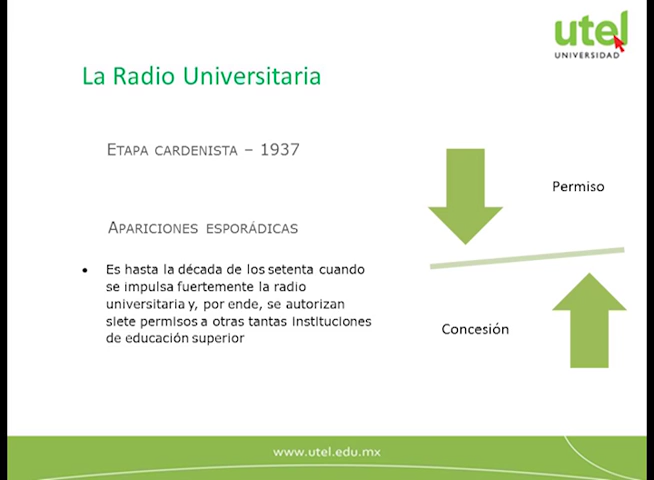 utel
UNIVERSIDAD
La Radio Universitaria
ETAPA CARDENISTA – 1937
Permiso
APARICIONES ESPORÁDICAS
• Es hasta la década de los setenta cuando
se impulsa fuertemente la radio
universitaria y, por ende, se autorizan
siete permisos a otras tantas instituciones
de educación superior
Concesión
www.utel.edu.mx